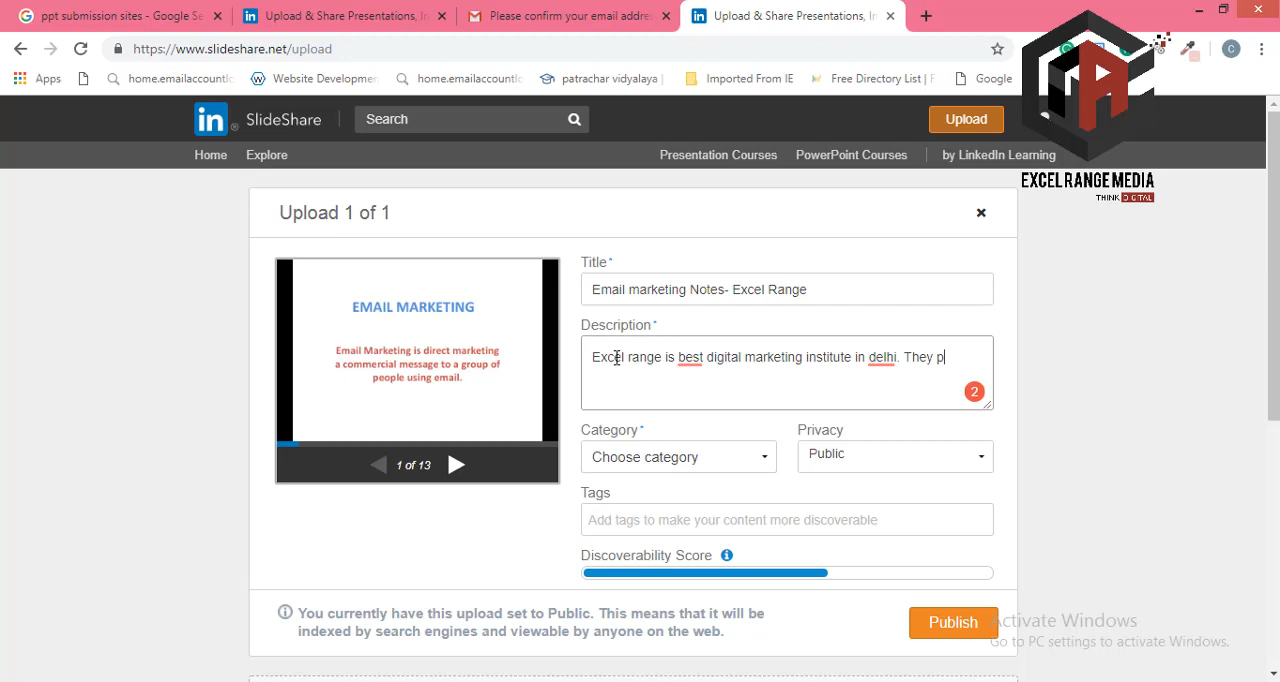 ppt submission sites - Google Se
Upload & Share Presentations, In
Please confirm your email addre
Upload & Share Presentations, In
https://www.slideshare.net/upload
C
Apps
home.emailaccountlo
Website Developmen
home.emailaccountlo
patrachar vidyalaya |
Imported From IE
Free Directory List | F
Google
EXCEL RANGE MEDIA
THINK DIGITAL
in SlideShare
Search
Upload
Home
Explore
Presentation Courses
PowerPoint Courses
by LinkedIn Learning
Upload 1 of 1
EMAIL MARKETING
Email Marketing is direct marketing
a commercial message to a group of
people using email.
1 of 13
Title*
Email marketing Notes- Excel Range
Description*
Excel range is best digital marketing institute in delhi. They p
2
Category*
Privacy
Choose category
Public
Tags
Add tags to make your content more discoverable
Discoverability Score
You currently have this upload set to Public. This means that it will be
indexed by search engines and viewable by anyone on the web.
Publish
Activate Windows
Go to PC settings to activate Windows.